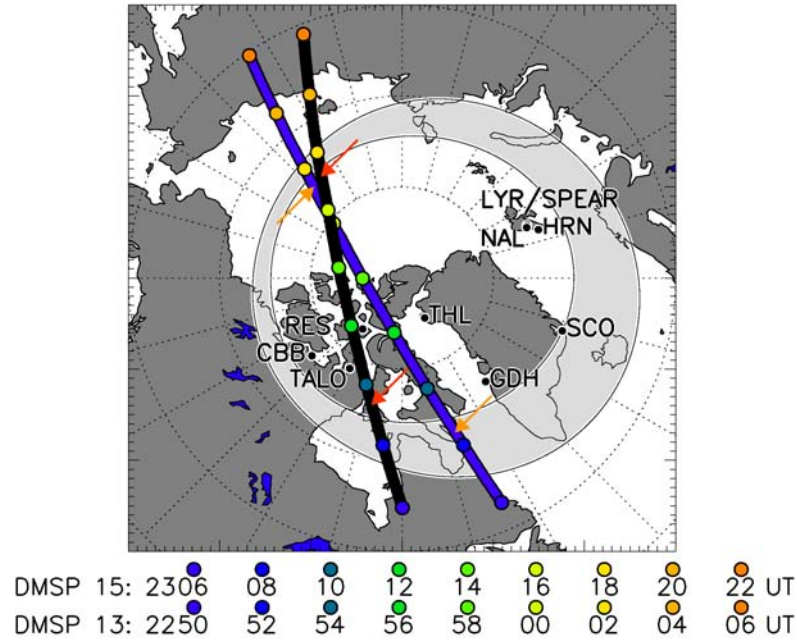 LYR/SPEAR
NAL HRN
RES THL
SCO
CBB
TALO GDH
DMSP 15: 2306 08 10 12 14 16 18 20 22 UT
DMSP 13: 2250 52 54 56 58 00 02 04 06 UT